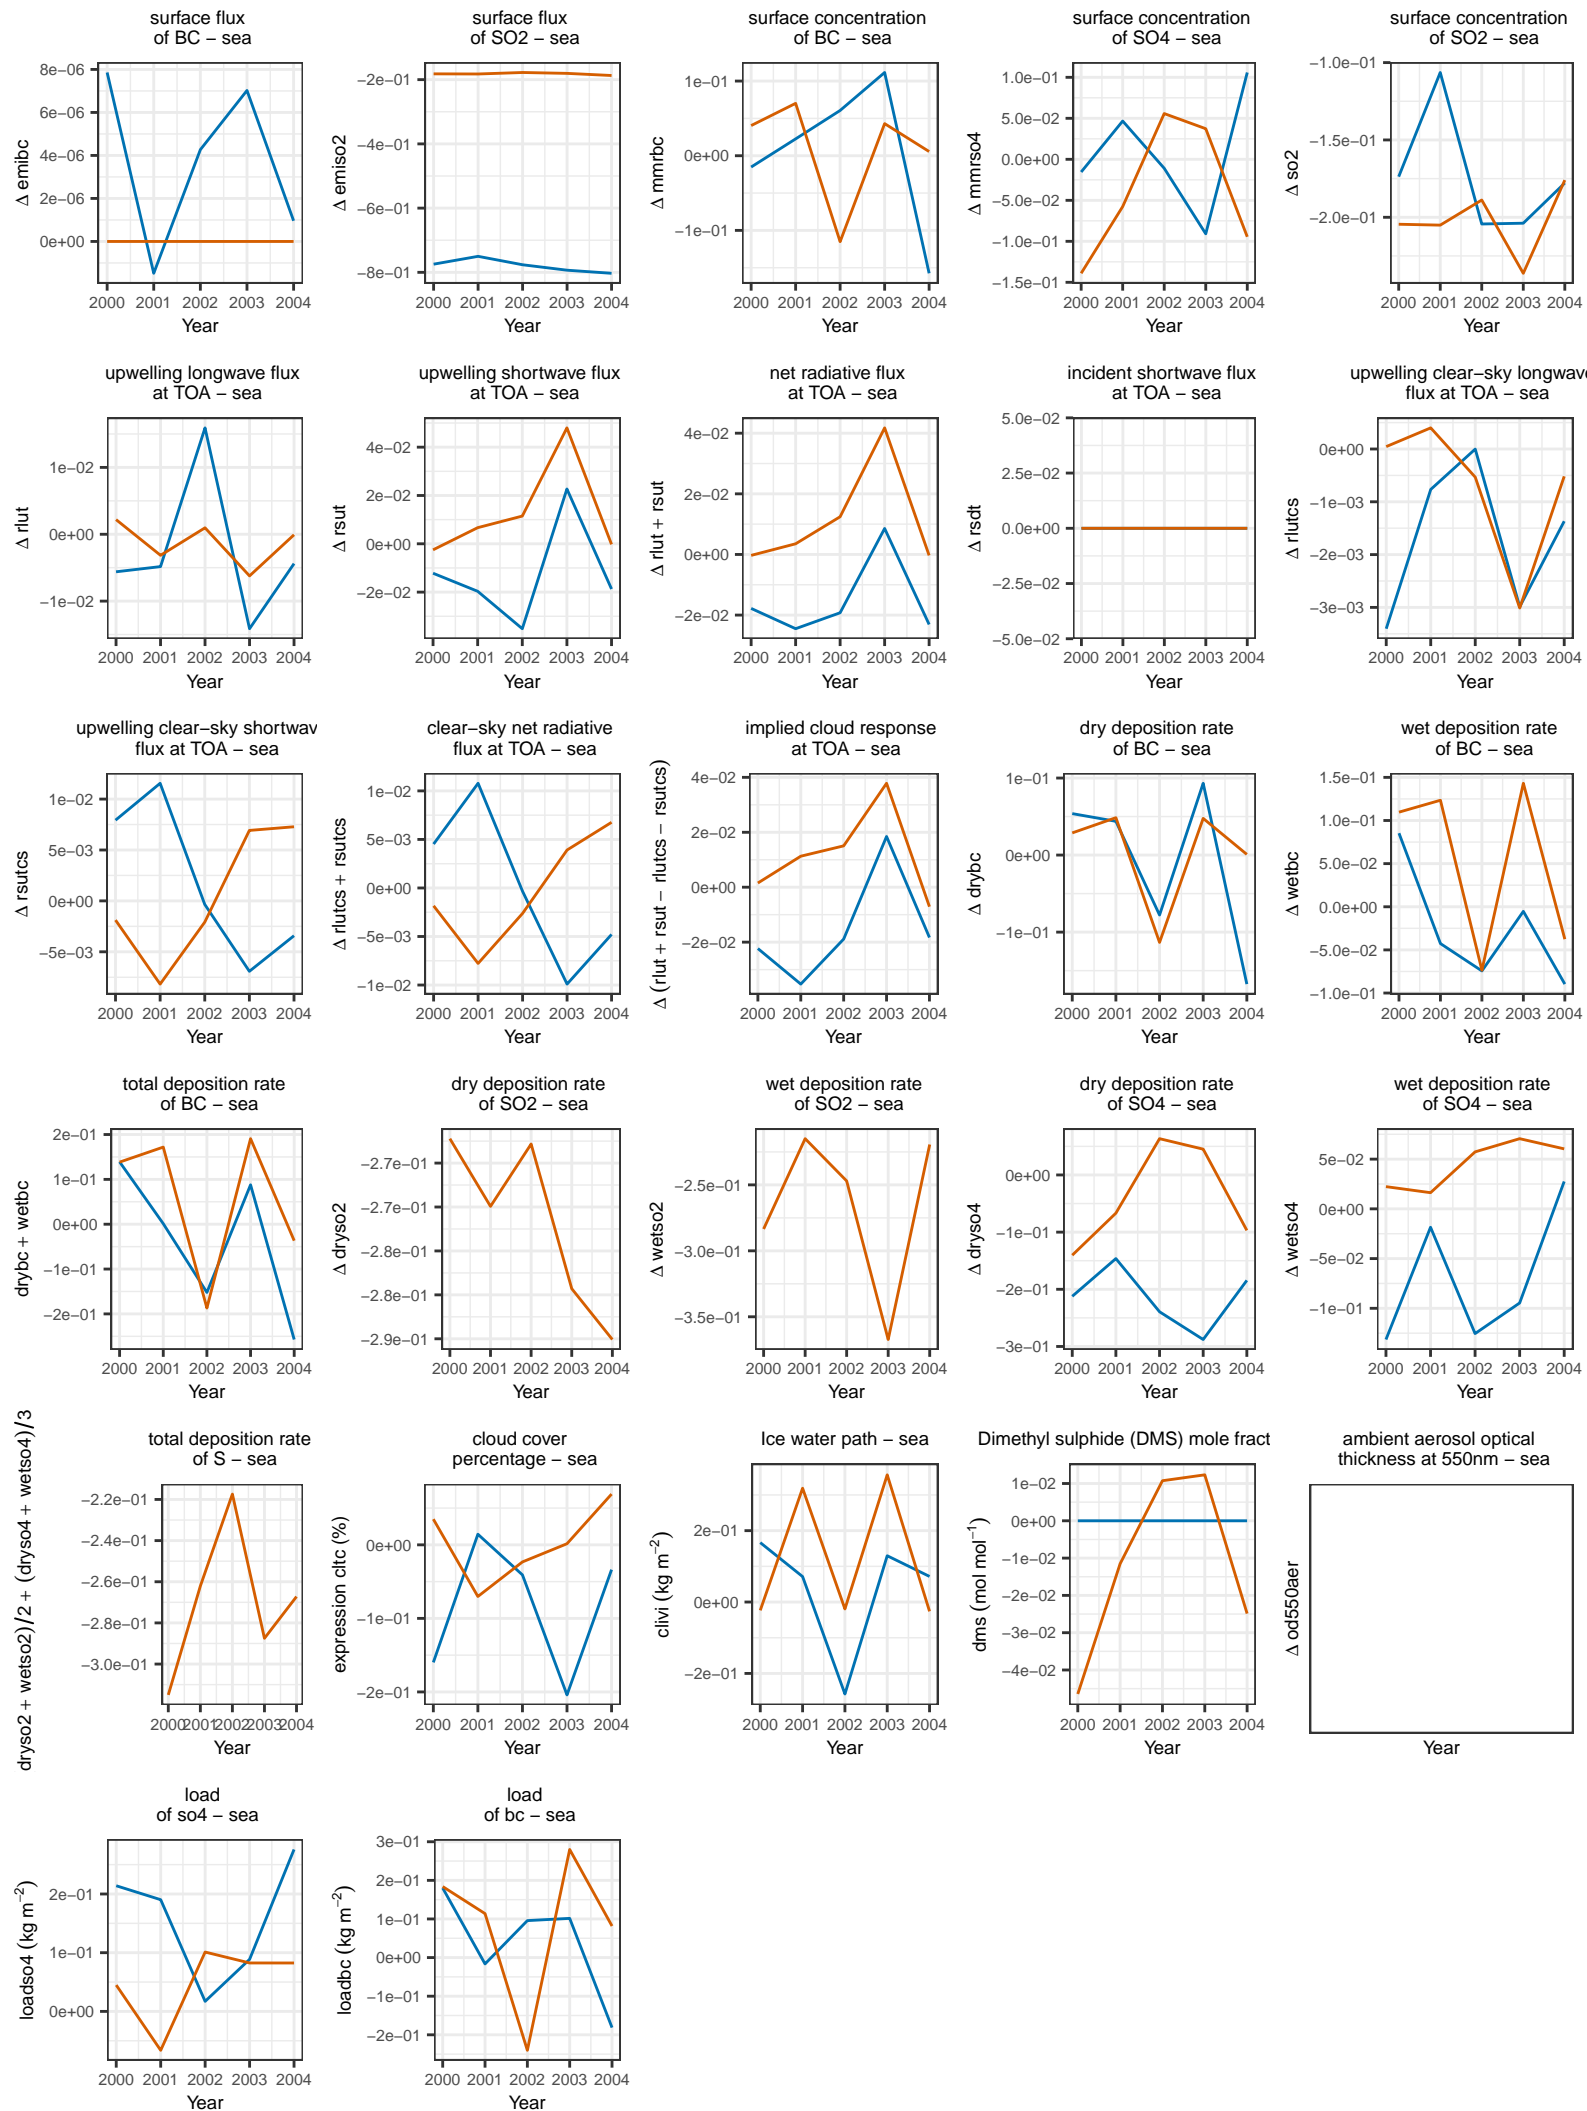 surface flux
of BC − sea
Δ emibc
8e−06
6e−06
4e−06
2e−06
0e+00
2000 2001 2002 2003 2004
Year
surface flux
of SO2 − sea
Δ emiso2
−2e−01
−4e−01
−6e−01
−8e−01
2000 2001 2002 2003 2004
Year
surface concentration
of BC − sea
Δ mmrbc
1e−01
0e+00
−1e−01
2000 2001 2002 2003 2004
Year
surface concentration
of SO4 − sea
Δ mmrso4
1.0e−01
5.0e−02
0.0e+00
−5.0e−02
−1.0e−01
−1.5e−01
2000 2001 2002 2003 2004
Year
surface concentration
of SO2 − sea
Δ so2
−1.0e−01
−1.5e−01
−2.0e−01
2000 2001 2002 2003 2004
Year
upwelling longwave flux
at TOA − sea
Δ rlut
1e−02
0e+00
−1e−02
2000 2001 2002 2003 2004
Year
upwelling shortwave flux
at TOA − sea
Δ rsut
4e−02
2e−02
0e+00
−2e−02
2000 2001 2002 2003 2004
Year
net radiative flux
at TOA − sea
Δ rlut + rsut
4e−02
2e−02
0e+00
−2e−02
2000 2001 2002 2003 2004
Year
incident shortwave flux
at TOA − sea
Δ rsdt
5.0e−02
2.5e−02
0.0e+00
−2.5e−02
−5.0e−02
2000 2001 2002 2003 2004
Year
upwelling clear−sky longwave
flux at TOA − sea
Δ rlutcs
0e+00
−1e−03
−2e−03
−3e−03
2000 2001 2002 2003 2004
Year
upwelling clear−sky shortwav
flux at TOA − sea
Δ rsutcs
1e−02
5e−03
0e+00
−5e−03
2000 2001 2002 2003 2004
Year
clear−sky net radiative
flux at TOA − sea
Δ rlutcs + rsutcs
1e−02
5e−03
0e+00
−5e−03
−1e−02
2000 2001 2002 2003 2004
Year
implied cloud response
at TOA − sea
Δ (rlut + rsut − rlutcs − rsutcs)
4e−02
2e−02
0e+00
−2e−02
2000 2001 2002 2003 2004
Year
dry deposition rate
of BC − sea
Δ drybc
1e−01
0e+00
−1e−01
2000 2001 2002 2003 2004
Year
wet deposition rate
of BC − sea
Δ wetbc
1.5e−01
1.0e−01
5.0e−02
0.0e+00
−5.0e−02
−1.0e−01
2000 2001 2002 2003 2004
Year
total deposition rate
of BC − sea
drybc + wetbc
2e−01
1e−01
0e+00
−1e−01
−2e−01
2000 2001 2002 2003 2004
Year
dry deposition rate
of SO2 − sea
Δ dryso2
−2.7e−01
−2.7e−01
−2.8e−01
−2.8e−01
−2.9e−01
2000 2001 2002 2003 2004
Year
wet deposition rate
of SO2 − sea
Δ wetso2
−2.5e−01
−3.0e−01
−3.5e−01
2000 2001 2002 2003 2004
Year
dry deposition rate
of SO4 − sea
Δ dryso4
0e+00
−1e−01
−2e−01
−3e−01
2000 2001 2002 2003 2004
Year
wet deposition rate
of SO4 − sea
Δ wetso4
5e−02
0e+00
−5e−02
−1e−01
2000 2001 2002 2003 2004
Year
total deposition rate
of S − sea
dryso2 + wetso2)/2 + (dryso4 + wetso4)/3
−2.2e−01
−2.4e−01
−2.6e−01
−2.8e−01
−3.0e−01
2000 2001 2002 2003 2004
Year
cloud cover
percentage − sea
expression cltc (%)
0e+00
−1e−01
−2e−01
2000 2001 2002 2003 2004
Year
Ice water path − sea
clivi (kg m⁻²)
2e−01
0e+00
−2e−01
2000 2001 2002 2003 2004
Year
Dimethyl sulphide (DMS) mole fract
dms (mol mol⁻¹)
1e−02
0e+00
−1e−02
−2e−02
−3e−02
−4e−02
2000 2001 2002 2003 2004
Year
ambient aerosol optical
thickness at 550nm − sea
Δ od550aer
Year
load
of so4 − sea
loadso4 (kg m⁻²)
2e−01
1e−01
0e+00
2000 2001 2002 2003 2004
Year
load
of bc − sea
loadbc (kg m⁻²)
3e−01
2e−01
1e−01
0e+00
−1e−01
−2e−01
2000 2001 2002 2003 2004
Year